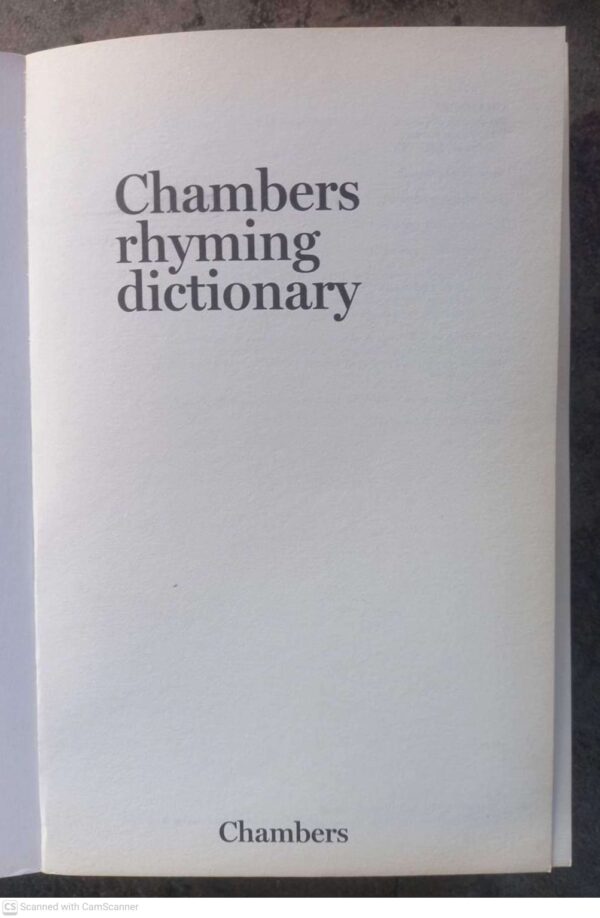 Chambers
rhyming
dictionary
Chambers
CS Scanned with CamScanner